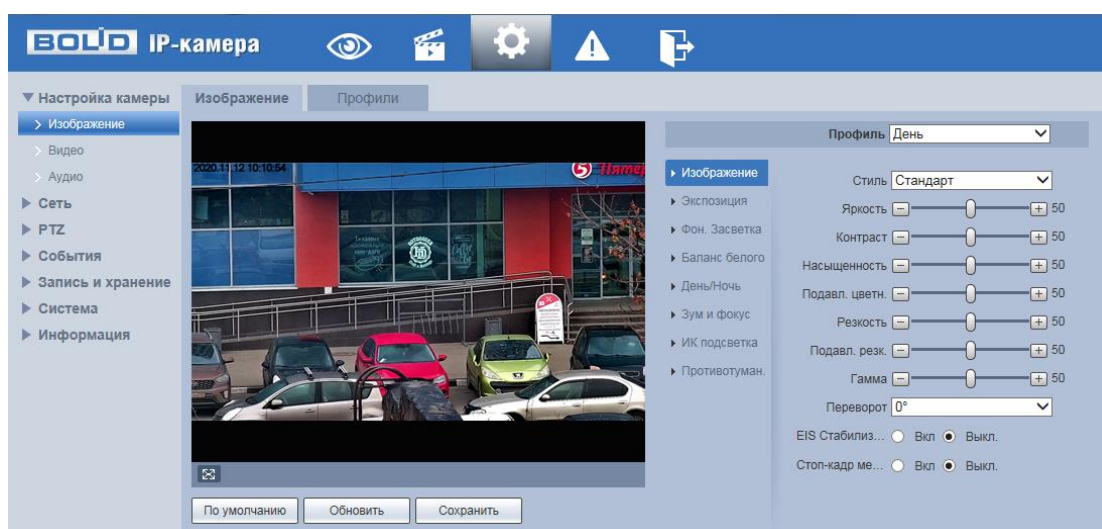 BOLID IP-камера
Настройка камеры
Изображение
Видео
Аудио
Сеть
PTZ
События
Запись и хранение
Система
Информация
Изображение
Профили
2020-11-12 10:10:54
5
По умолчанию
Обновить
Сохранить
Профиль День
Изображение
Экспозиция
Фон. Засветка
Баланс белого
День/Ночь
Зум и фокус
ИК подсветка
Противотуман.
Стиль Стандарт
Яркость 50
Контраст 50
Насыщенность 50
Подавл. цветн. 50
Резкость 50
Подавл. резк. 50
Гамма 50
Переворот 0°
EIS Стабилиз... Вкл Выкл.
Стоп-кадр ме... Вкл Выкл.